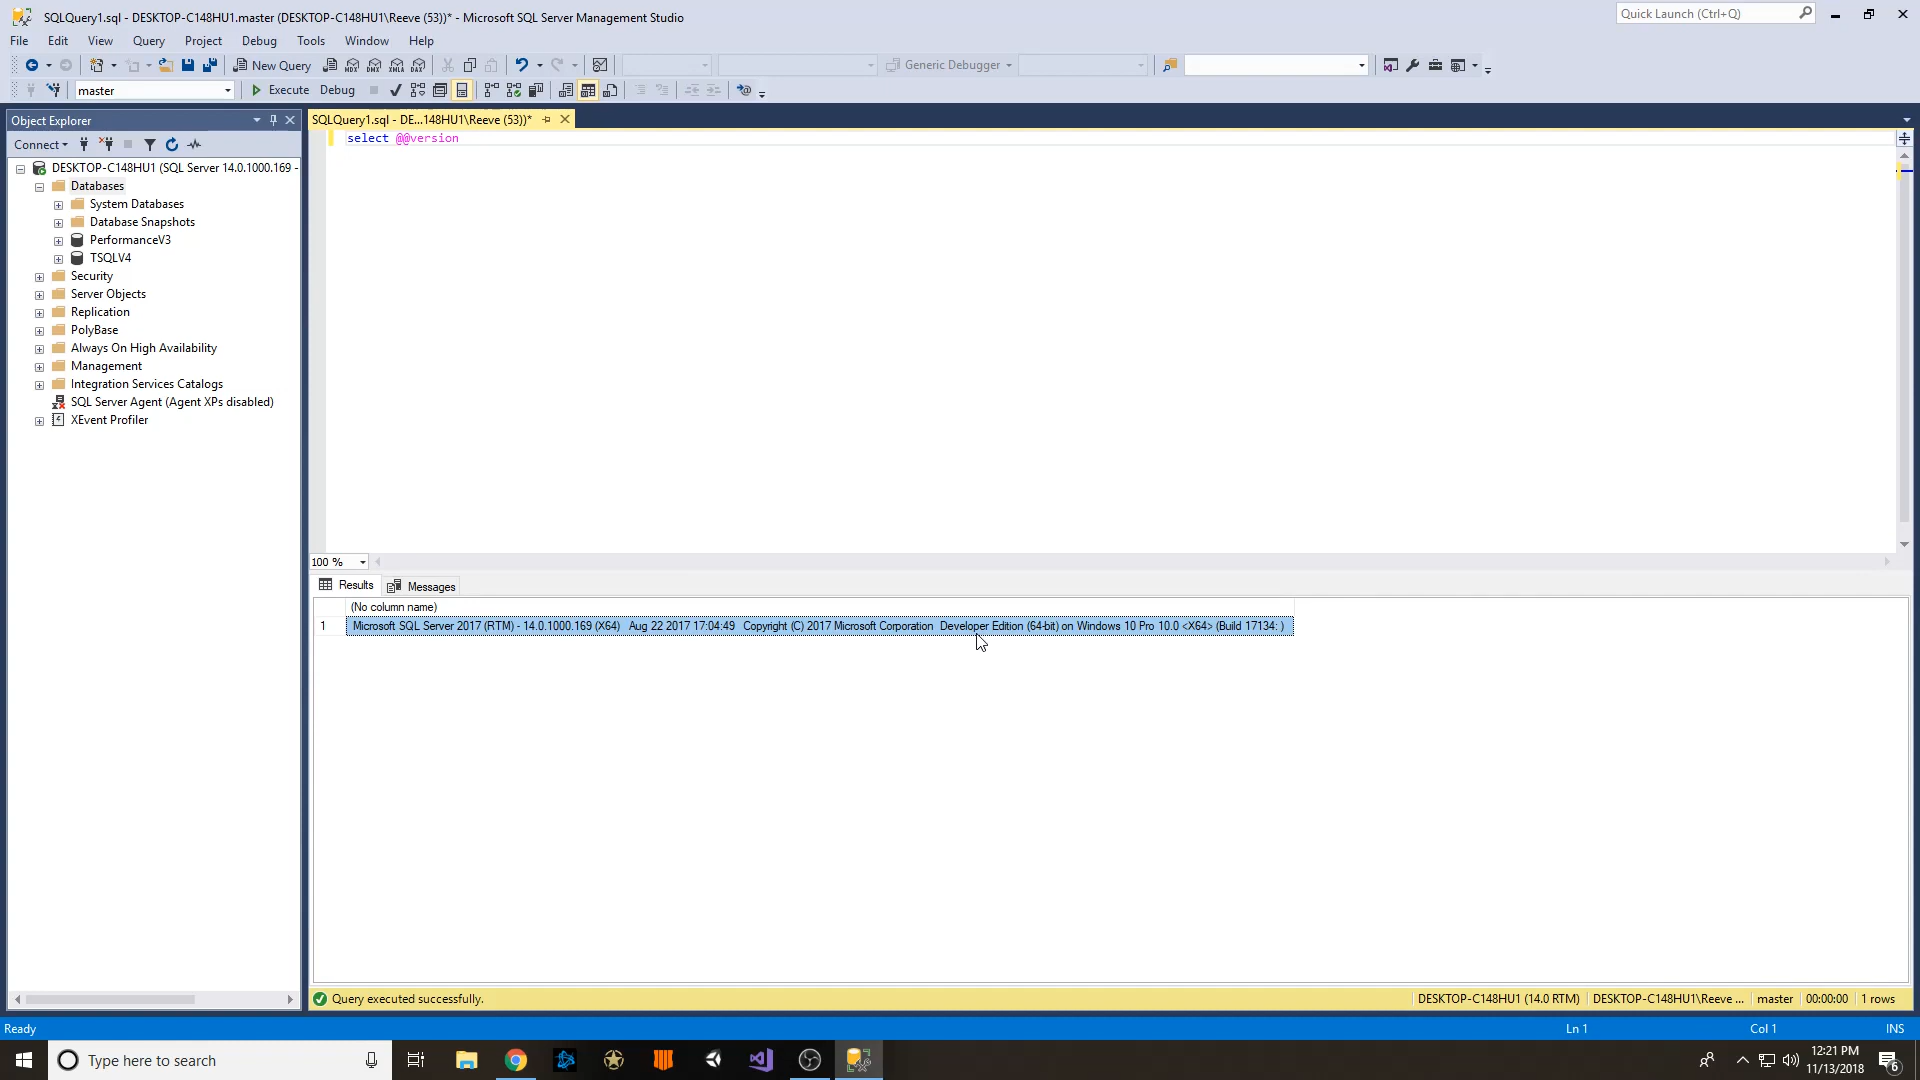 SQLQuery1.sql - DESKTOP-C148HU1.master (DESKTOP-C148HU1\Reeve (53))* - Microsoft SQL Server Management Studio
Quick Launch (Ctrl+Q)
File Edit View Query Project Debug Tools Window Help
New Query
MDX DMX XMLA DAX
Generic Debugger
master
Execute
Debug
Object Explorer
SQLQuery1.sql - DE...148HU1\Reeve (53))*
Connect
select @@version
DESKTOP-C148HU1 (SQL Server 14.0.1000.169 -
Databases
System Databases
Database Snapshots
PerformanceV3
TSQLV4
Security
Server Objects
Replication
PolyBase
Always On High Availability
Management
Integration Services Catalogs
SQL Server Agent (Agent XPs disabled)
XEvent Profiler
100 %
Results
Messages
(No column name)
1 Microsoft SQL Server 2017 (RTM) - 14.0.1000.169 (X64) Aug 22 2017 17:04:49 Copyright (C) 2017 Microsoft Corporation Developer Edition (64-bit) on Windows 10 Pro 10.0 <X64> (Build 17134: )
Query executed successfully.
DESKTOP-C148HU1 (14.0 RTM)
DESKTOP-C148HU1\Reeve ...
master
00:00:00
1 rows
Ready
Ln 1
Col 1
INS
Type here to search
12:21 PM
11/13/2018
6